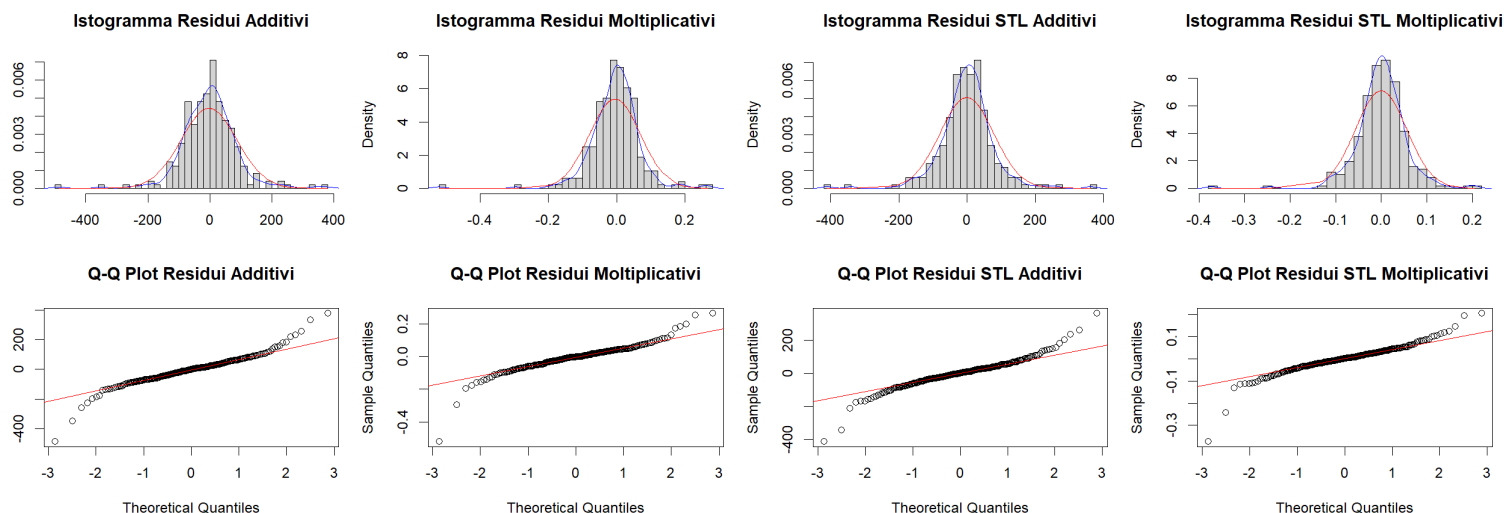 Istogramma Residui Additivi
0.000 0.003 0.006
-400 -200 0 200 400
Istogramma Residui Moltiplicativi
Density
0 2 4 6 8
-0.4 -0.2 0.0 0.2
Istogramma Residui STL Additivi
Density
0.000 0.003 0.006
-400 -200 0 200 400
Istogramma Residui STL Moltiplicativi
Density
0 2 4 6 8
-0.4 -0.3 -0.2 -0.1 0.0 0.1 0.2
Q-Q Plot Residui Additivi
-400 0 200
-3 -2 -1 0 1 2 3
Theoretical Quantiles
Q-Q Plot Residui Moltiplicativi
Sample Quantiles
-0.4 0.0 0.2
-3 -2 -1 0 1 2 3
Theoretical Quantiles
Q-Q Plot Residui STL Additivi
Sample Quantiles
-400 0 200
-3 -2 -1 0 1 2 3
Theoretical Quantiles
Q-Q Plot Residui STL Moltiplicativi
Sample Quantiles
-0.3 -0.1 0.1
-3 -2 -1 0 1 2 3
Theoretical Quantiles